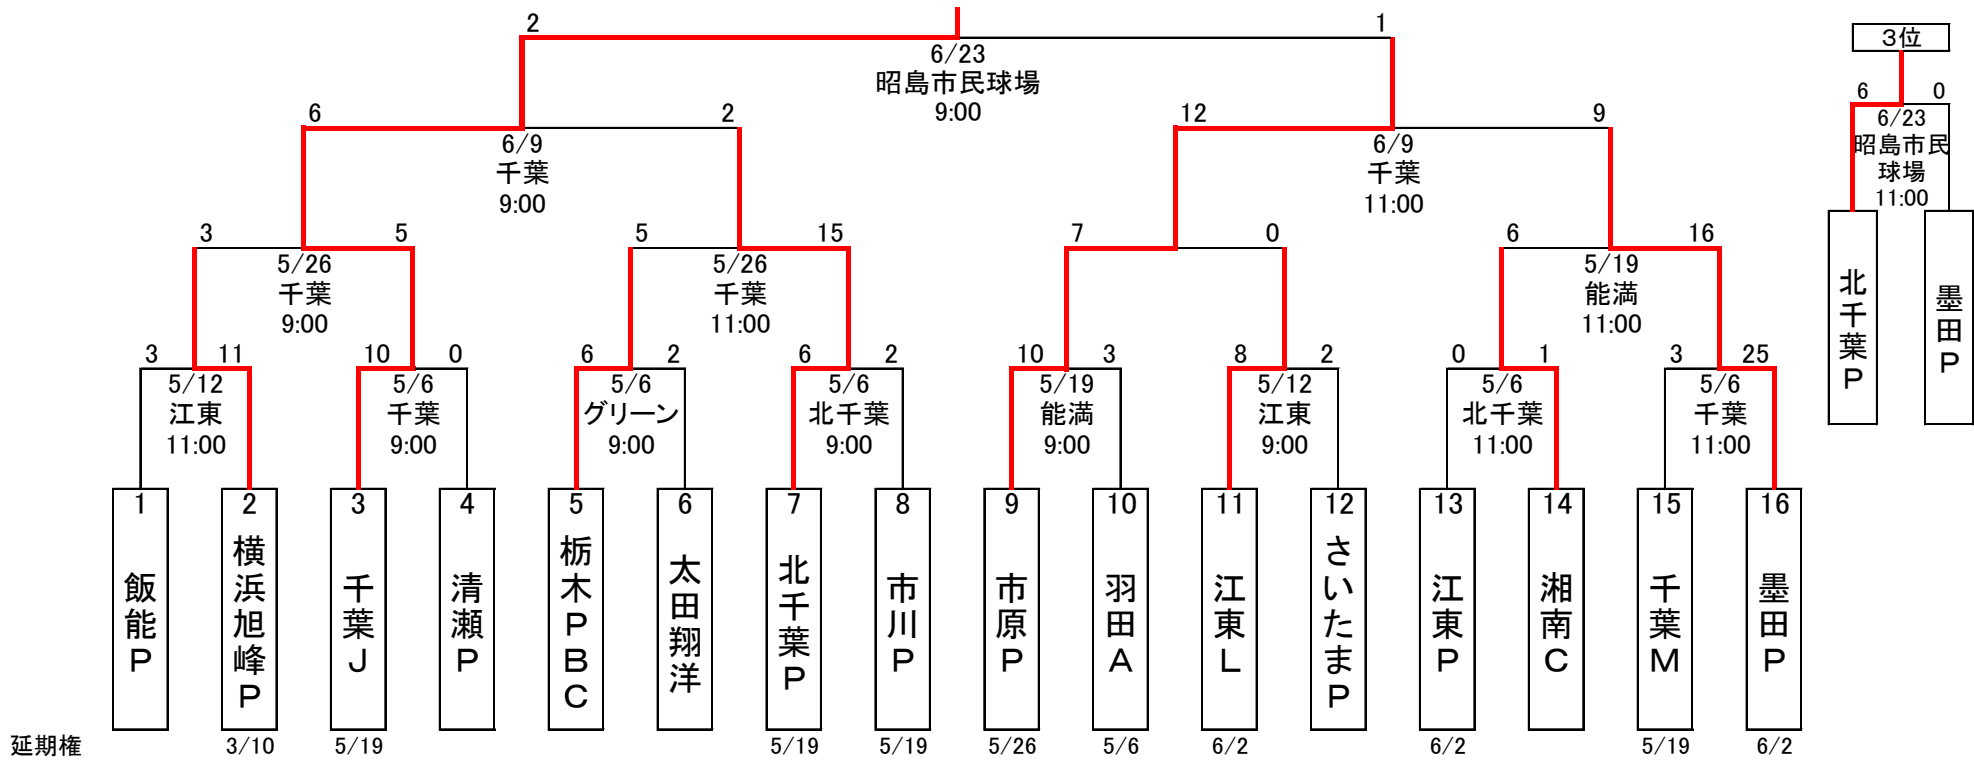 2 1
6/23
昭島市民球場
9:00
3位
6 0
6/23
昭島市民
球場
11:00
北千葉P
墨田P
6 2
6/9
千葉
9:00
12 9
6/9
千葉
11:00
3 5
5/26
千葉
9:00
5 15
5/26
千葉
11:00
7 0
6 16
5/19
能満
11:00
3 11
5/12
江東
11:00
10 0
5/6
千葉
9:00
6 2
5/6
グリーン
9:00
6 2
5/6
北千葉
9:00
10 3
5/19
能満
9:00
8 2
5/12
江東
9:00
0 1
5/6
北千葉
11:00
3 25
5/6
千葉
11:00
1
飯能P
2
横浜旭峰P
3
千葉J
4
清瀬P
5
栃木PBC
6
太田翔洋
7
北千葉P
8
市川P
9
市原P
10
羽田A
11
江東L
12
さいたまP
13
江東P
14
湘南C
15
千葉M
16
墨田P
延期権 3/10 5/19 5/19 5/19 5/26 5/6 6/2 6/2 5/19 6/2